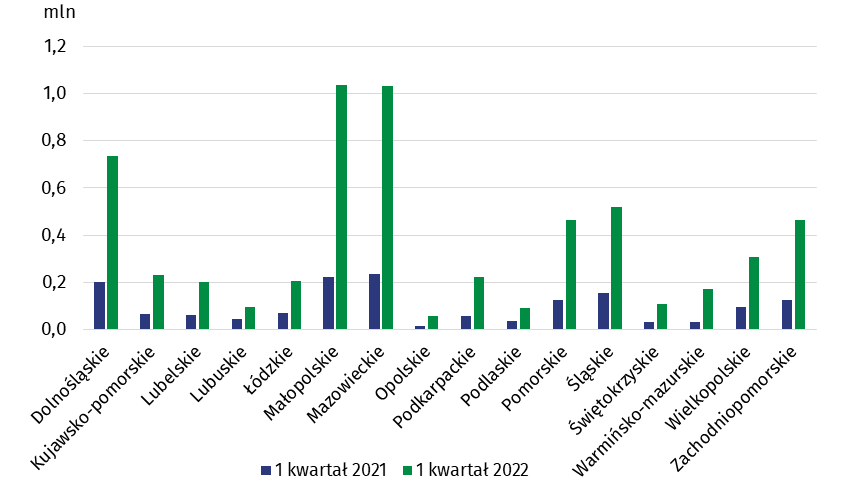 mln
1,2
1,0
0,8
0,6
0,4
0,2
0,0
Dolnośląskie
Kujawsko-pomorskie
Lubelskie
Lubuskie
Łódzkie
Małopolskie
Mazowieckie
Opolskie
Podkarpackie
Podlaskie
Pomorskie
Śląskie
Świętokrzyskie
Warmińsko-mazurskie
Wielkopolskie
Zachodniopomorskie
1 kwartał 2021 1 kwartał 2022